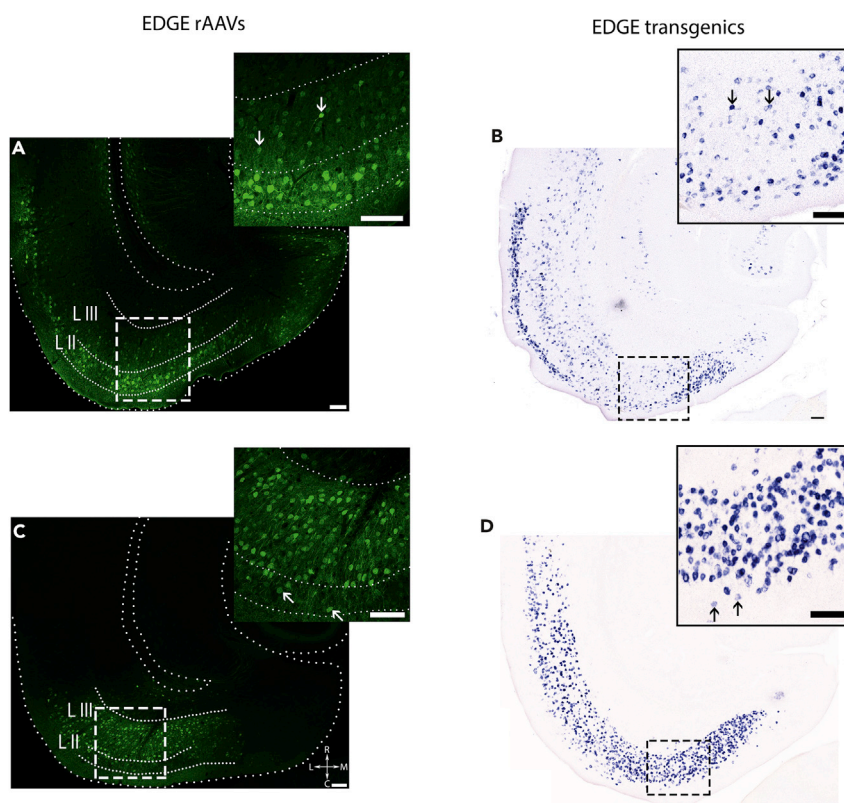 EDGE rAAVs
EDGE transgenics
A
L III
L II
B
C
L III
L II
R
L M
C
D